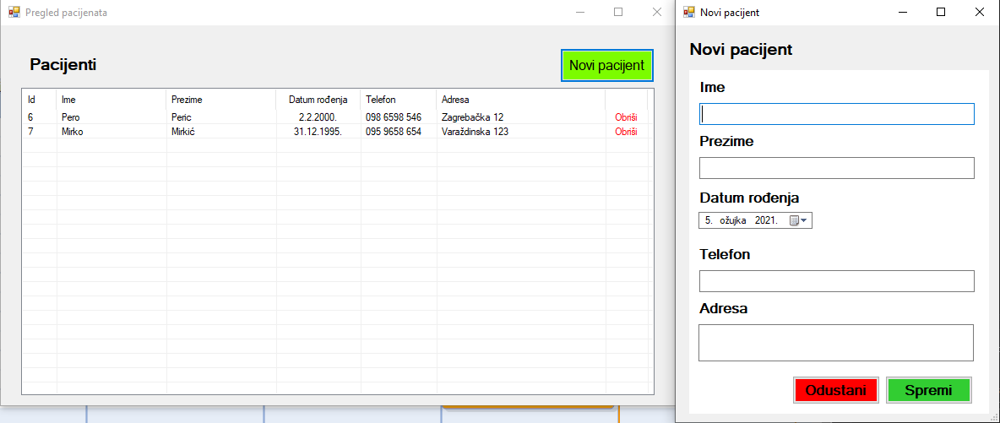 Pregled pacijenata
Pacijenti
Novi pacijent
Id Ime Prezime Datum rođenja Telefon Adresa
6 Pero Peric 2.2.2000. 098 6598 546 Zagrebačka 12 Obriši
7 Mirko Mirkić 31.12.1995. 095 9658 654 Varaždinska 123 Obriši
Novi pacijent
Novi pacijent
Ime
Prezime
Datum rođenja
5. ožujka 2021.
Telefon
Adresa
Odustani Spremi